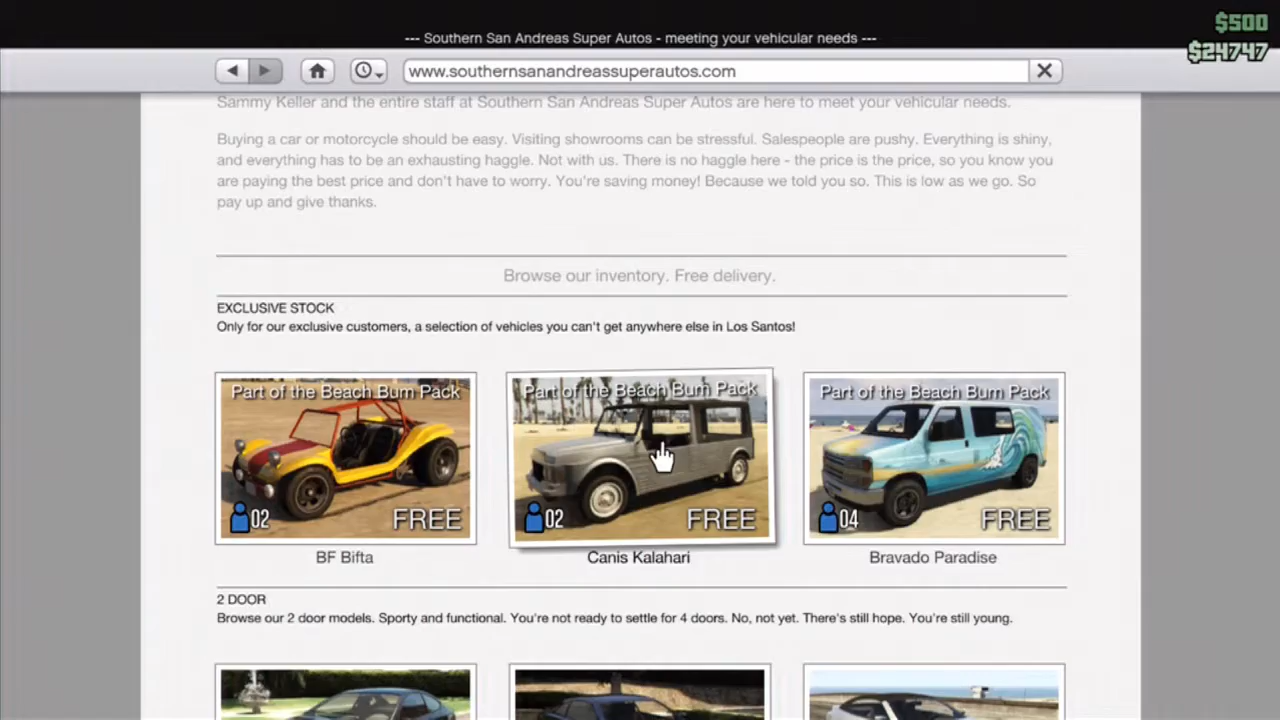 $500
--- Southern San Andreas Super Autos - meeting your vehicular needs ---
$24747
www.southernsanandreassuperautos.com
Sammy Keller and the entire staff at Southern San Andreas Super Autos are here to meet your vehicular needs.
Buying a car or motorcycle should be easy. Visiting showrooms can be stressful. Salespeople are pushy. Everything is shiny,
and everything has to be an exhausting haggle. Not with us. There is no haggle here - the price is the price, so you know you
are paying the best price and don't have to worry. You're saving money! Because we told you so. This is low as we go. So
pay up and give thanks.
Browse our inventory. Free delivery.
EXCLUSIVE STOCK
Only for our exclusive customers, a selection of vehicles you can't get anywhere else in Los Santos!
Part of the Beach Bum Pack
02 FREE
BF Bifta
Part of the Beach Bum Pack
02 FREE
Canis Kalahari
Part of the Beach Bum Pack
04 FREE
Bravado Paradise
2 DOOR
Browse our 2 door models. Sporty and functional. You're not ready to settle for 4 doors. No, not yet. There's still hope. You're still young.